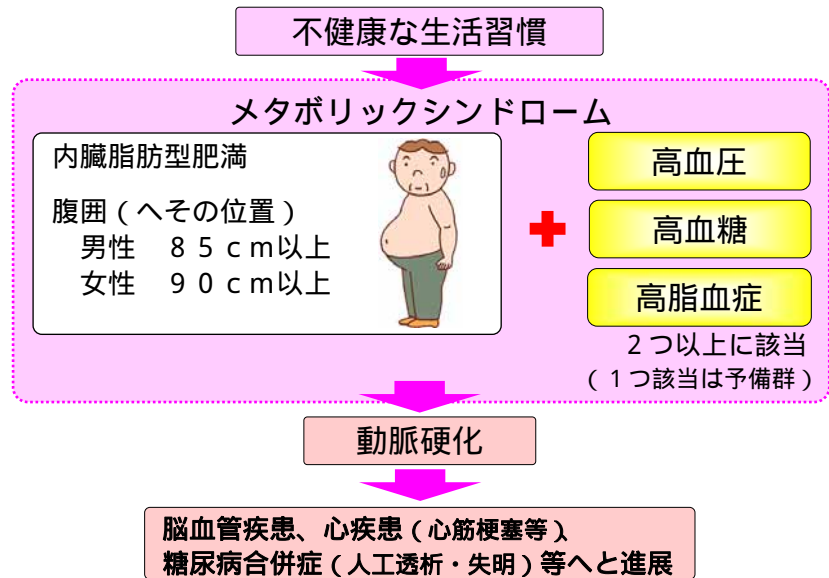 不健康な生活習慣
メタボリックシンドローム
内臓脂肪型肥満
腹囲(へその位置)
男性 85cm以上
女性 90cm以上
高血圧
高血糖
高脂血症
2つ以上に該当
(1つ該当は予備群)
動脈硬化
脳血管疾患、心疾患(心筋梗塞等)、
糖尿病合併症(人工透析・失明)等へと進展